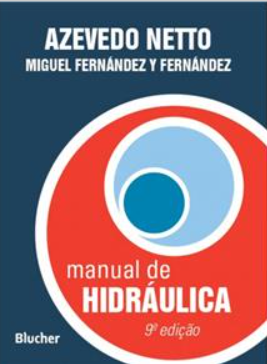 AZEVEDO NETTO
MIGUEL FERNÁNDEZ Y FERNÁNDEZ
manual de
HIDRÁULICA
9ª edição
Blucher